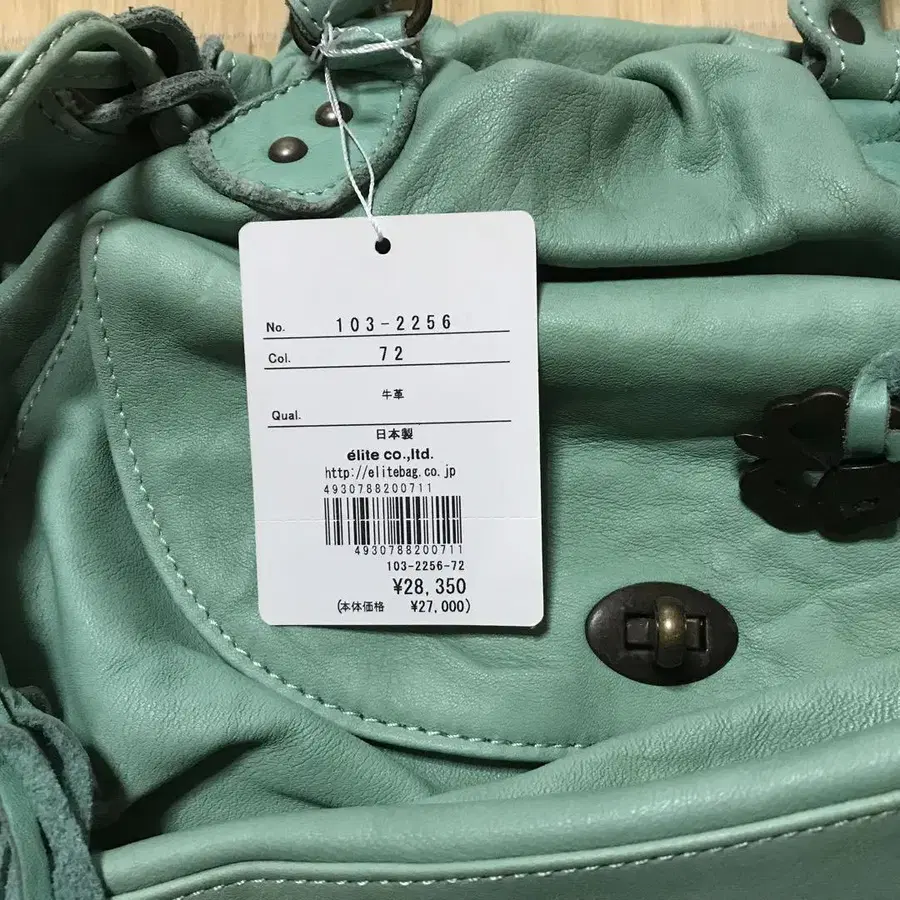 No. 103-2256
Col. 72
牛革
Qual.
日本製
élite co.,ltd.
http://elitebag.co.jp
4930788200711
4930788200711
103-2256-72
¥28,350
(本体価格 ¥27,000)